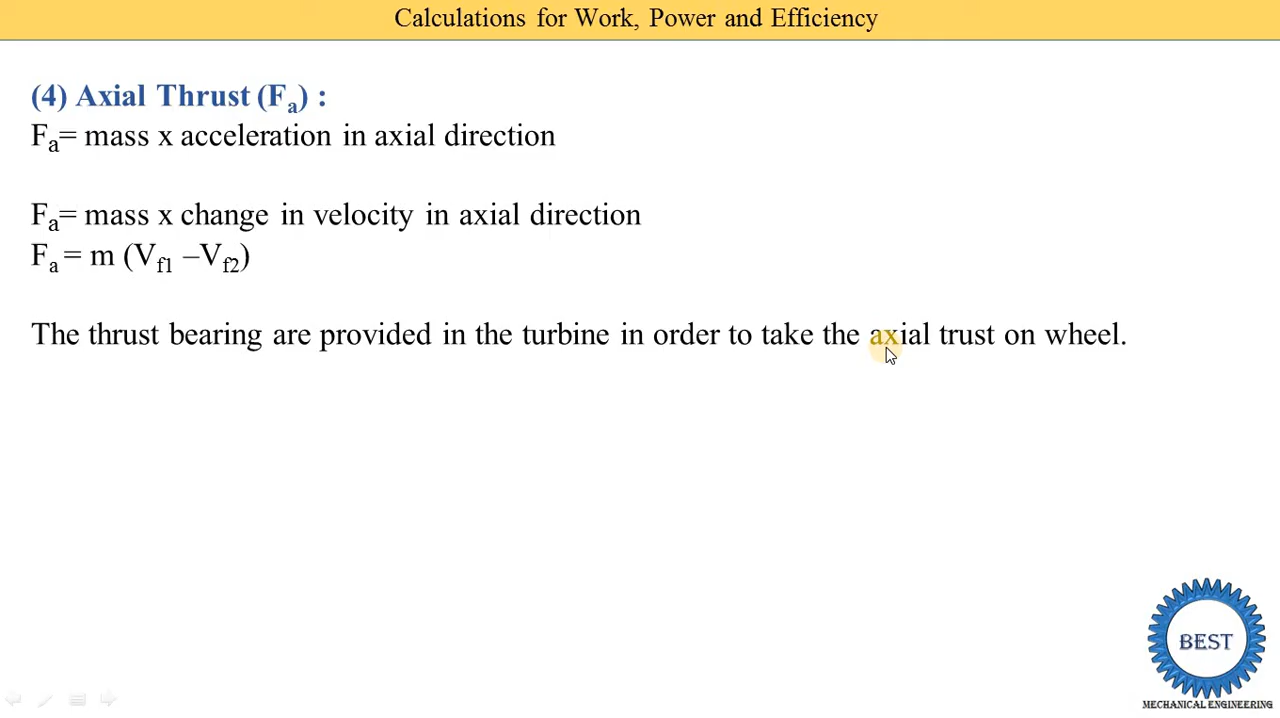 Calculations for Work, Power and Efficiency
(4) Axial Thrust (Fa) :
Fa= mass x acceleration in axial direction
Fa= mass x change in velocity in axial direction
Fa = m (Vf1 –Vf2)
The thrust bearing are provided in the turbine in order to take the axial trust on wheel.
BEST
MECHANICAL ENGINEERING